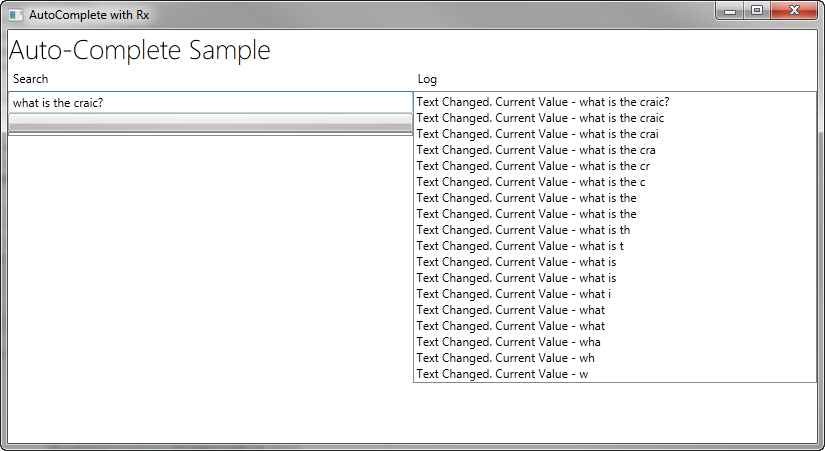 AutoComplete with Rx
Auto-Complete Sample
Search
Log
what is the craic?
Text Changed. Current Value - what is the craic?
Text Changed. Current Value - what is the craic
Text Changed. Current Value - what is the crai
Text Changed. Current Value - what is the cra
Text Changed. Current Value - what is the cr
Text Changed. Current Value - what is the c
Text Changed. Current Value - what is the
Text Changed. Current Value - what is the
Text Changed. Current Value - what is th
Text Changed. Current Value - what is t
Text Changed. Current Value - what is
Text Changed. Current Value - what is
Text Changed. Current Value - what i
Text Changed. Current Value - what
Text Changed. Current Value - what
Text Changed. Current Value - wha
Text Changed. Current Value - wh
Text Changed. Current Value - w